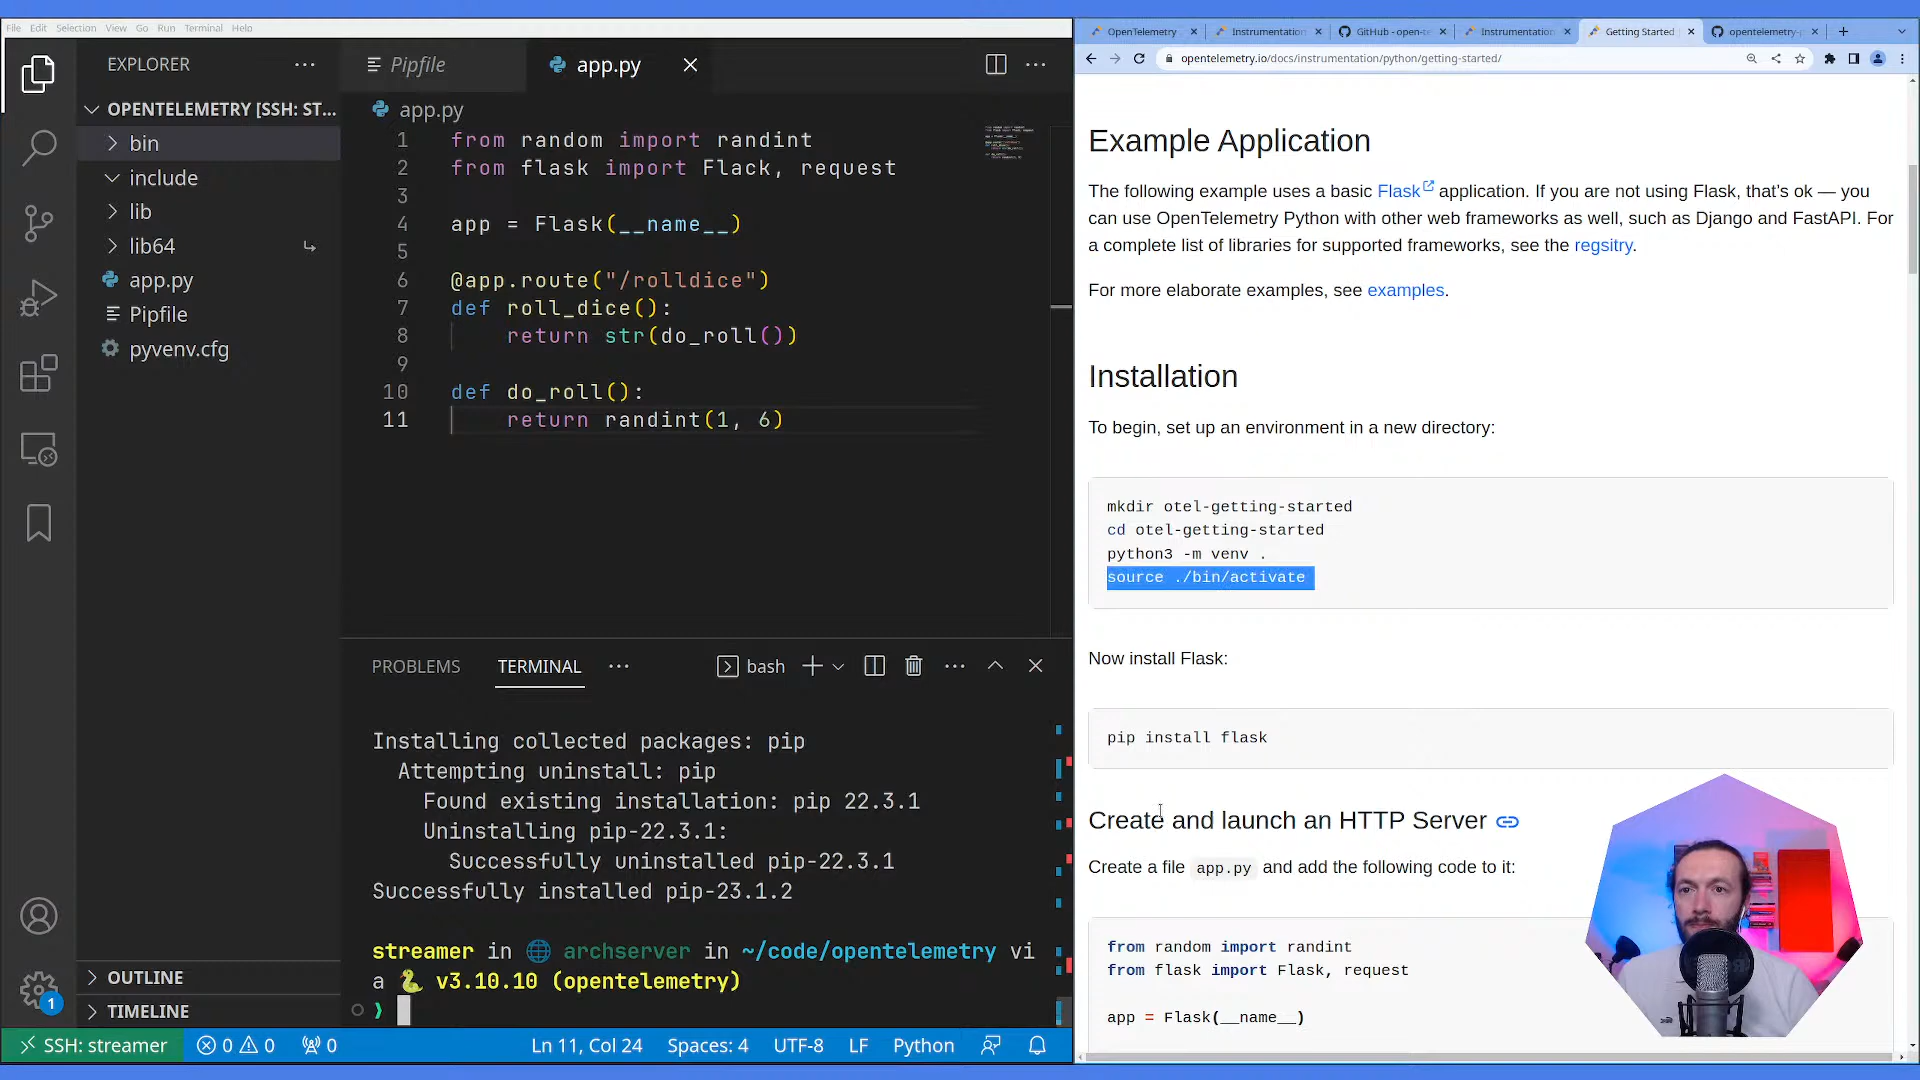 File Edit Selection View Go Run Terminal Help
EXPLORER
OPENTELEMETRY [SSH: ST...
bin
include
lib
lib64
app.py
Pipfile
pyvenv.cfg
OUTLINE
TIMELINE
Pipfile
app.py
app.py
1 from random import randint
2 from flask import Flack, request
3
4 app = Flask(__name__)
5
6 @app.route("/rolldice")
7 def roll_dice():
8 return str(do_roll())
9
10 def do_roll():
11 return randint(1, 6)
PROBLEMS TERMINAL
bash
Installing collected packages: pip
Attempting uninstall: pip
Found existing installation: pip 22.3.1
Uninstalling pip-22.3.1:
Successfully uninstalled pip-22.3.1
Successfully installed pip-23.1.2
streamer in archserver in ~/code/opentelemetry vi
a v3.10.10 (opentelemetry)
1
SSH: streamer 0 0 0 Ln 11, Col 24 Spaces: 4 UTF-8 LF Python
OpenTelemetry Instrumentation GitHub - open-te Instrumentation Getting Started opentelemetry-
opentelemetry.io/docs/instrumentation/python/getting-started/
Example Application
The following example uses a basic Flask application. If you are not using Flask, that's ok — you
can use OpenTelemetry Python with other web frameworks as well, such as Django and FastAPI. For
a complete list of libraries for supported frameworks, see the regsitry.
For more elaborate examples, see examples.
Installation
To begin, set up an environment in a new directory:
mkdir otel-getting-started
cd otel-getting-started
python3 -m venv .
source ./bin/activate
Now install Flask:
pip install flask
Create and launch an HTTP Server
Create a file app.py and add the following code to it:
from random import randint
from flask import Flask, request
app = Flask(__name__)